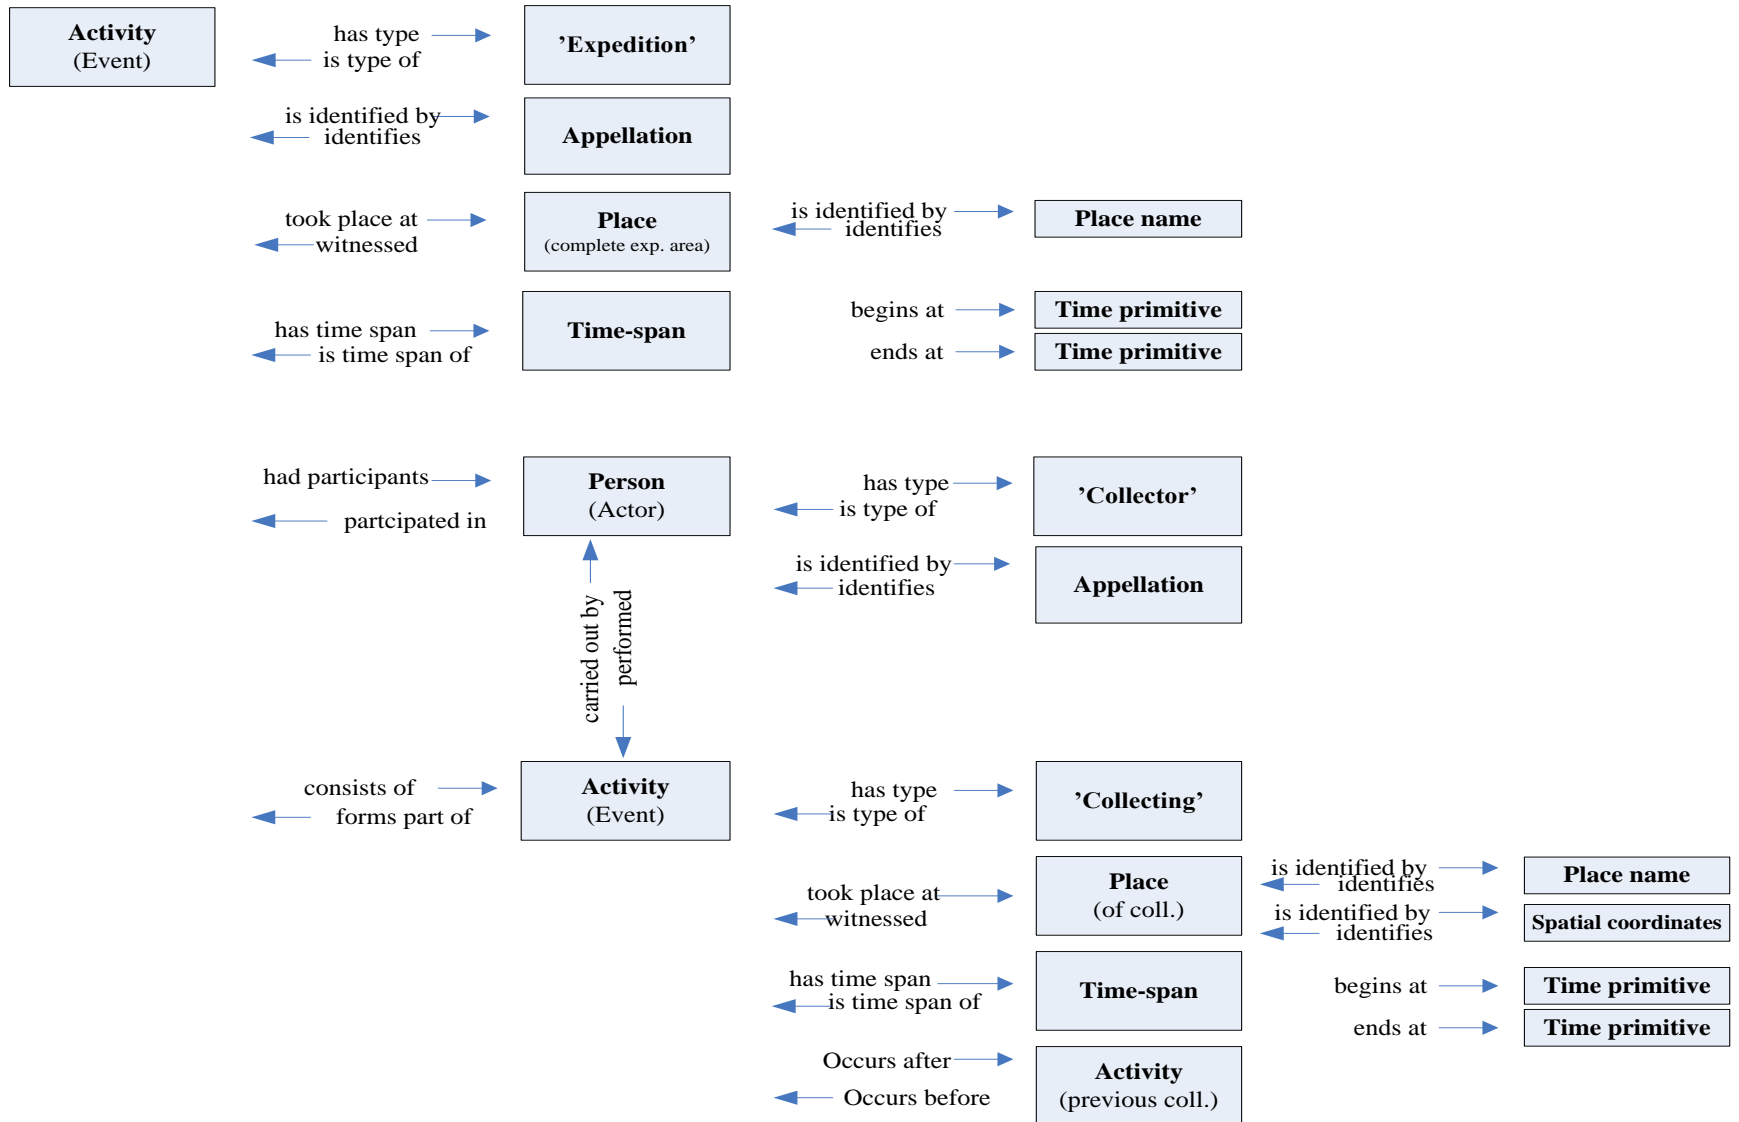 Activity
(Event)
has type
is type of
’Expedition’
is identified by
identifies
Appellation
took place at
witnessed
Place
(complete exp. area)
is identified by
identifies
Place name
has time span
is time span of
Time-span
begins at
Time primitive
ends at
Time primitive
had participants
partcipated in
Person
(Actor)
has type
is type of
’Collector’
is identified by
identifies
Appellation
carried out by
performed
consists of
forms part of
Activity
(Event)
has type
is type of
’Collecting’
took place at
witnessed
Place
(of coll.)
is identified by
identifies
Place name
is identified by
identifies
Spatial coordinates
has time span
is time span of
Time-span
begins at
Time primitive
ends at
Time primitive
Occurs after
Occurs before
Activity
(previous coll.)